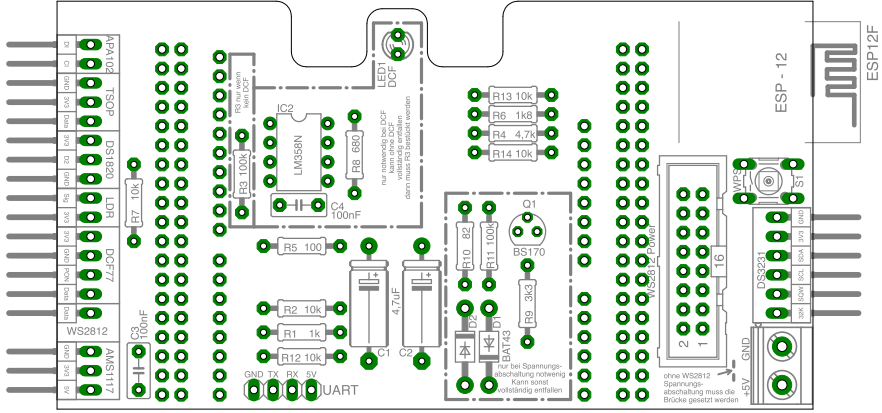 DI
CI
APA102
GND
3V3
Data
TSOP
3V3
D2
GND
DS1820
Sig
3V3
LDR
3V3
GND
PON
Data
DCF77
Data
WS2812
GND
3V3
5V
AMS1117
R7 10k
C3
100nF
R3 nur wenn
kein DCF
R3 100k
IC2
LM358N
C4
100nF
R8 680
LED1
DCF
nur notwendig bei DCF
kann ohne DCF
vollständig entfallen
dann muss R3 bestückt werden
R5 100
R2 10k
R1 1k
R12 10k
GND TX RX 5V
UART
4,7uF
C1
C2
R13 10k
R6 1k8
R4 4,7k
R14 10k
R10 82
R11 100k
Q1
BS170
R9 3k3
D2
D1
BAT43
nur bei Spannungs-
abschaltung notwenig
Kann sonst
vollständig entfallen
ESP - 12
ESP12F
WPS
S1
WS2812 Power
16
2
1
GND
3V3
SDA
SCL
SQW
32K
DS3231
GND
+5V
ohne WS2812
Spannungs-
abschaltung muss die
Brücke gesetzt werden